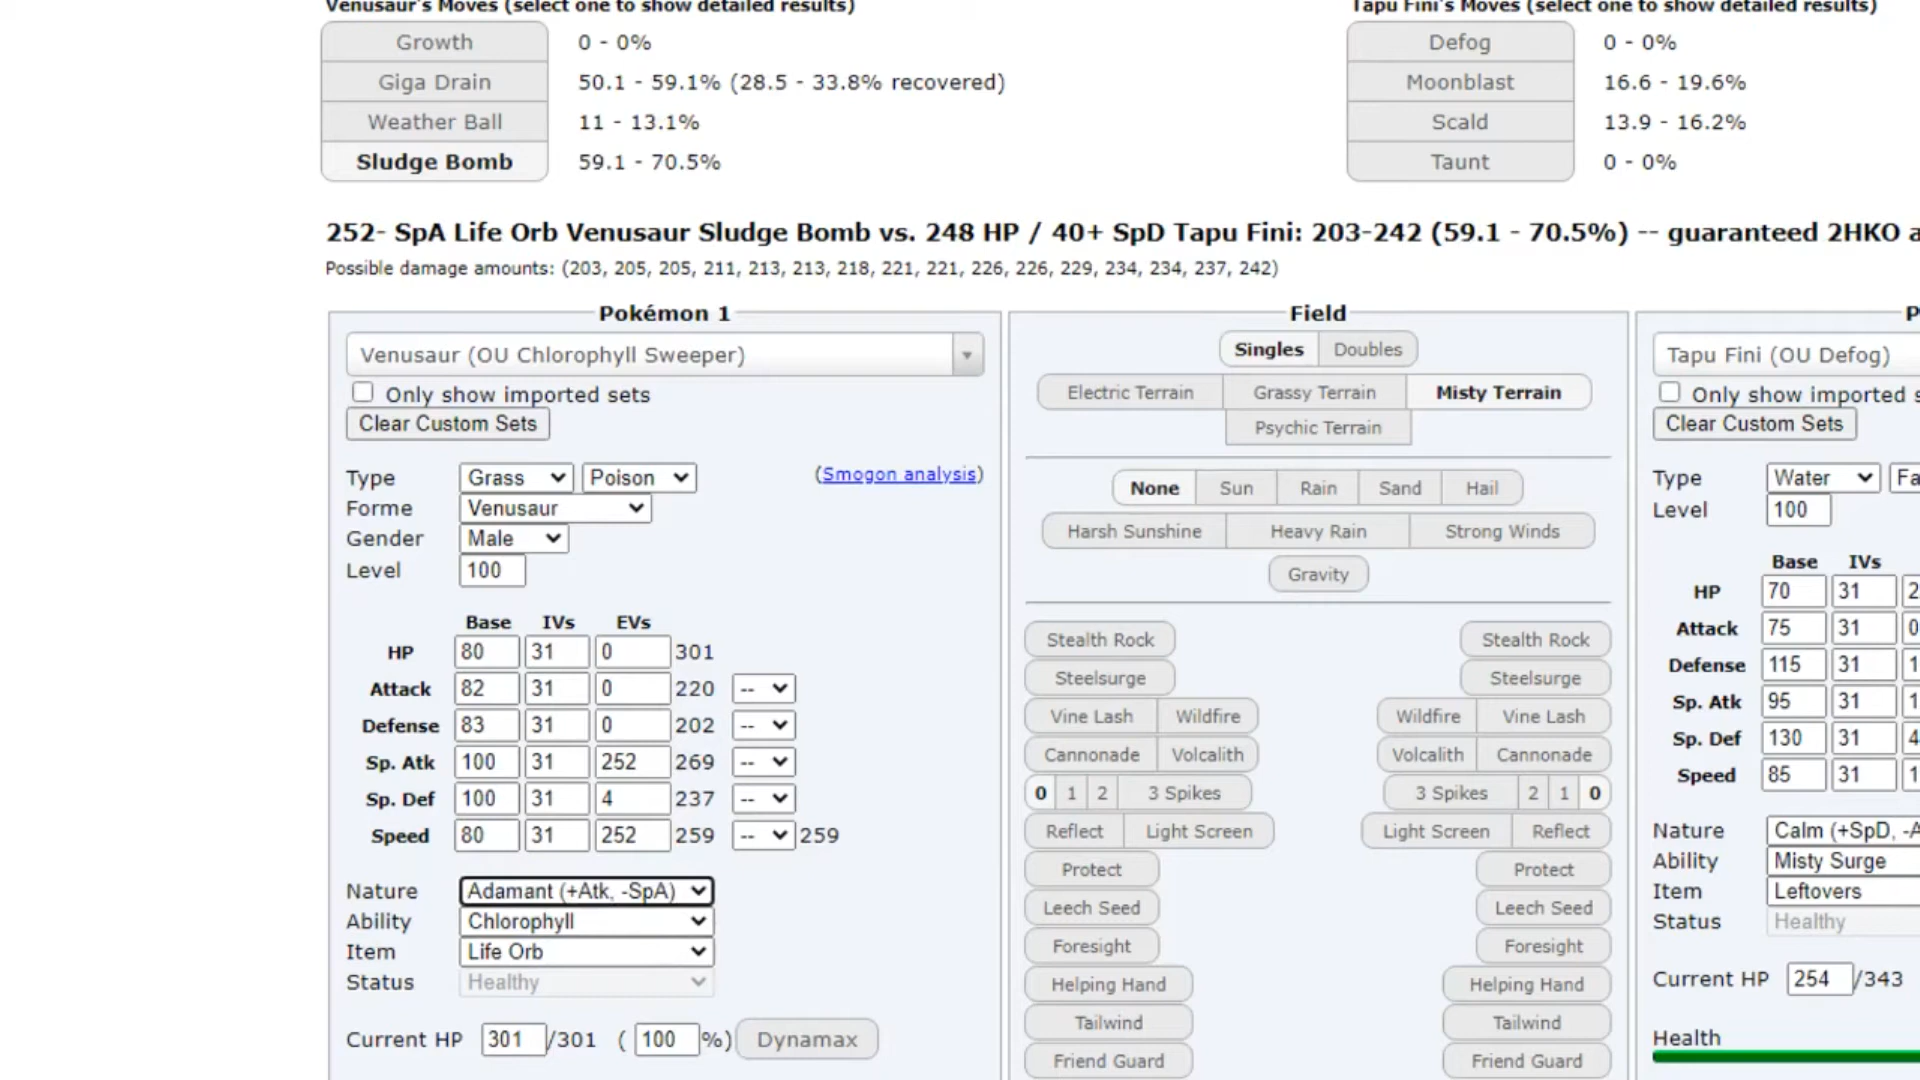 Venusaur's Moves (select one to show detailed results)
Growth 0 - 0%
Giga Drain 50.1 - 59.1% (28.5 - 33.8% recovered)
Weather Ball 11 - 13.1%
Sludge Bomb 59.1 - 70.5%
Tapu Fini's Moves (select one to show detailed results)
Defog 0 - 0%
Moonblast 16.6 - 19.6%
Scald 13.9 - 16.2%
Taunt 0 - 0%
252- SpA Life Orb Venusaur Sludge Bomb vs. 248 HP / 40+ SpD Tapu Fini: 203-242 (59.1 - 70.5%) -- guaranteed 2HKO a
Possible damage amounts: (203, 205, 205, 211, 213, 213, 218, 221, 221, 226, 226, 229, 234, 234, 237, 242)
Pokémon 1
Venusaur (OU Chlorophyll Sweeper)
Only show imported sets
Clear Custom Sets
Type Grass Poison (Smogon analysis)
Forme Venusaur
Gender Male
Level 100
Base IVs EVs
HP 80 31 0 301
Attack 82 31 0 220 --
Defense 83 31 0 202 --
Sp. Atk 100 31 252 269 --
Sp. Def 100 31 4 237 --
Speed 80 31 252 259 -- 259
Nature Adamant (+Atk, -SpA)
Ability Chlorophyll
Item Life Orb
Status Healthy
Current HP 301 /301 ( 100 %) Dynamax
Field
Singles Doubles
Electric Terrain Grassy Terrain Misty Terrain
Psychic Terrain
None Sun Rain Sand Hail
Harsh Sunshine Heavy Rain Strong Winds
Gravity
Stealth Rock Stealth Rock
Steelsurge Steelsurge
Vine Lash Wildfire Wildfire Vine Lash
Cannonade Volcalith Volcalith Cannonade
0 1 2 3 Spikes 3 Spikes 2 1 0
Reflect Light Screen Light Screen Reflect
Protect Protect
Leech Seed Leech Seed
Foresight Foresight
Helping Hand Helping Hand
Tailwind Tailwind
Friend Guard Friend Guard
P
Tapu Fini (OU Defog)
Only show imported s
Clear Custom Sets
Type Water Fa
Level 100
Base IVs
HP 70 31 2
Attack 75 31 0
Defense 115 31 1
Sp. Atk 95 31 1
Sp. Def 130 31 4
Speed 85 31 1
Nature Calm (+SpD, -A
Ability Misty Surge
Item Leftovers
Status Healthy
Current HP 254 /343
Health